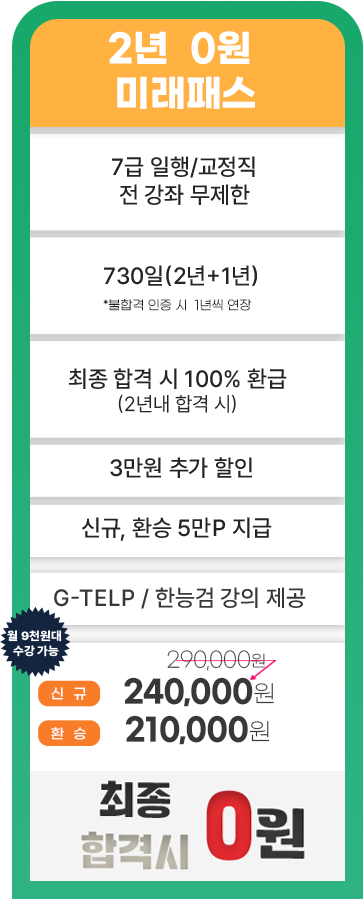 2년 0원
미래패스
7급 일행/교정직
전 강좌 무제한
730일(2년+1년)
*불합격 인증 시 1년씩 연장
최종 합격 시 100% 환급
(2년내 합격 시)
3만원 추가 할인
신규, 환승 5만P 지급
G-TELP / 한능검 강의 제공
월 9천원대
수강 가능
290,000원
신 규 240,000원
환 승 210,000원
최종
합격시 0원